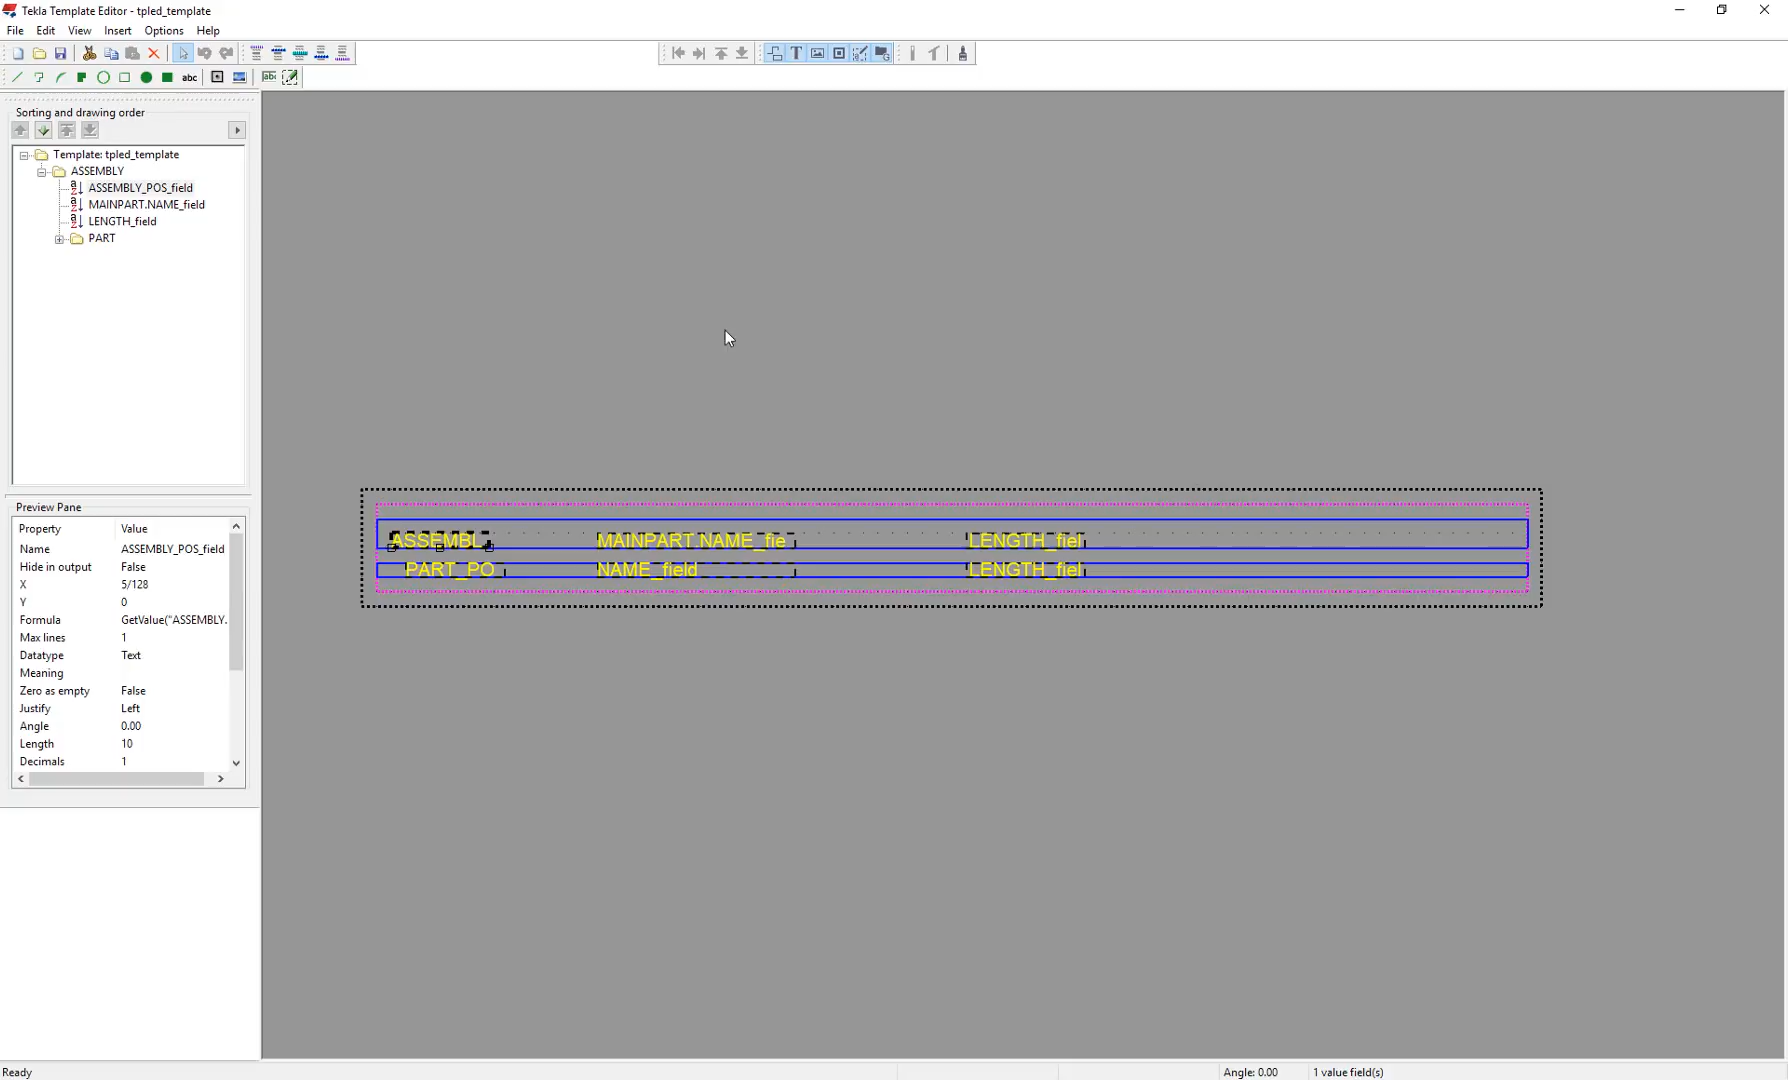 Tekla Template Editor - tpled_template
File Edit View Insert Options Help
abc
abc
Sorting and drawing order
Template: tpled_template
ASSEMBLY
ASSEMBLY_POS_field
MAINPART.NAME_field
LENGTH_field
PART
Preview Pane
Property Value
Name ASSEMBLY_POS_field
Hide in output False
X 5/128
Y 0
Formula GetValue("ASSEMBLY.
Max lines 1
Datatype Text
Meaning
Zero as empty False
Justify Left
Angle 0.00
Length 10
Decimals 1
ASSEMBL MAINPART.NAME_fie LENGTH_fiel
PART_PO NAME_field LENGTH_fiel
Ready Angle: 0.00 1 value field(s)